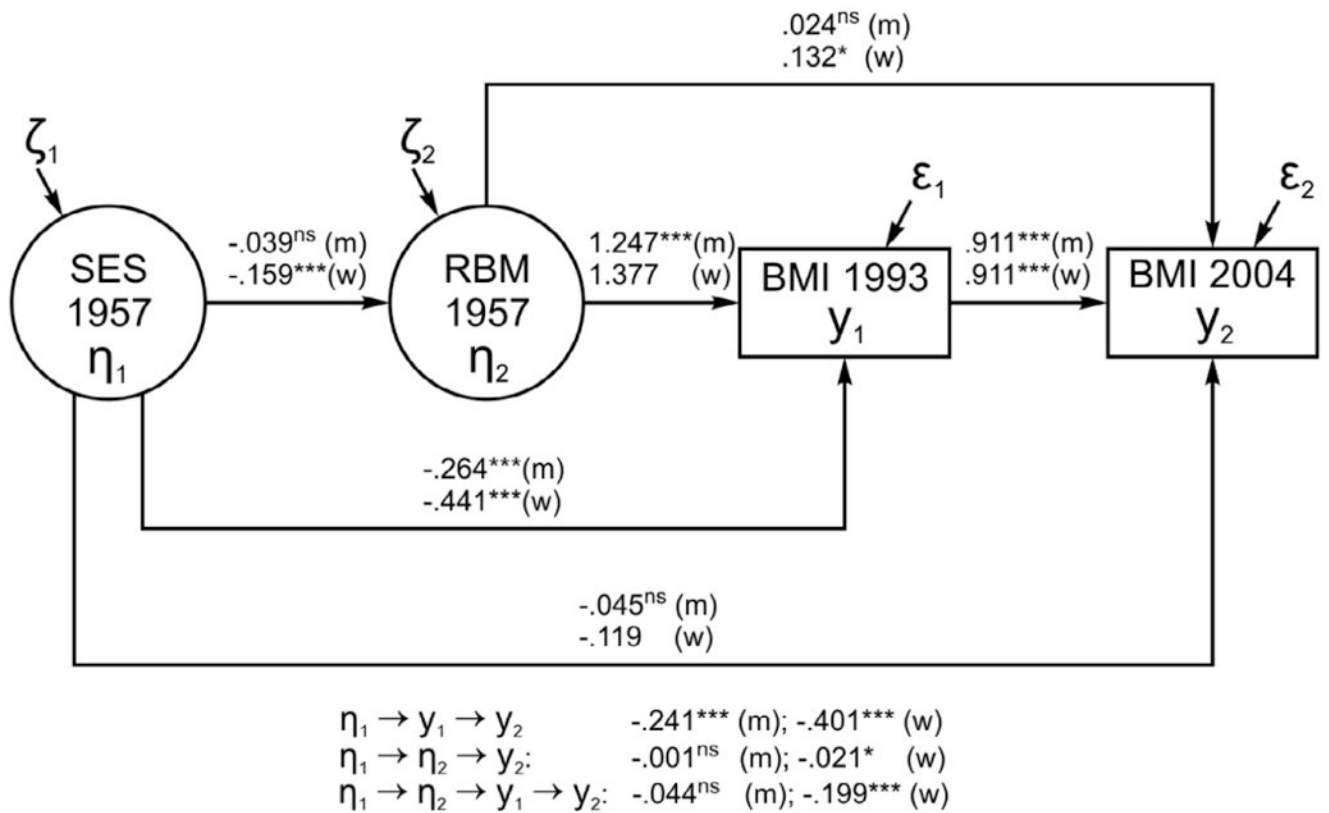 .024ns (m)
.132* (w)
ζ1
ζ2
ε1
ε2
-.039ns (m)
-.159***(w)
1.247***(m)
1.377 (w)
.911***(m)
.911***(w)
SES
1957
η1
RBM
1957
η2
BMI 1993
y1
BMI 2004
y2
-.264***(m)
-.441***(w)
-.045ns (m)
-.119 (w)
η1 → y1 → y2 -.241*** (m); -.401*** (w)
η1 → η2 → y2: -.001ns (m); -.021* (w)
η1 → η2 → y1 → y2: -.044ns (m); -.199*** (w)